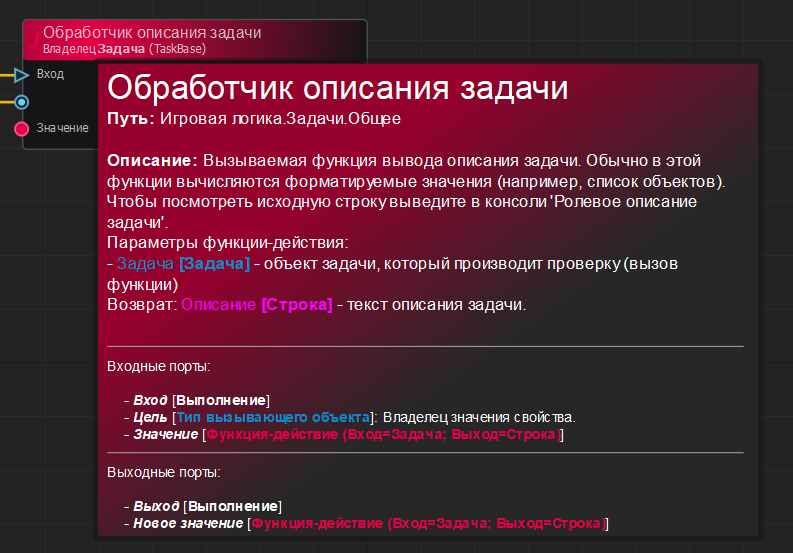 Обработчик описания задачи
Владелец Задача (TaskBase)
Вход
Значение
Обработчик описания задачи
Путь: Игровая логика.Задачи.Общее
Описание: Вызываемая функция вывода описания задачи. Обычно в этой
функции вычисляются форматируемые значения (например, список объектов).
Чтобы посмотреть исходную строку выведите в консоли 'Ролевое описание
задачи'.
Параметры функции-действия:
- Задача [Задача] - объект задачи, который производит проверку (вызов
функции)
Возврат: Описание [Строка] - текст описания задачи.
Входные порты:
- Вход [Выполнение]
- Цель [Тип вызывающего объекта]: Владелец значения свойства.
- Значение [Функция-действие (Вход=Задача; Выход=Строка)]
Выходные порты:
- Выход [Выполнение]
- Новое значение [Функция-действие (Вход=Задача; Выход=Строка)]